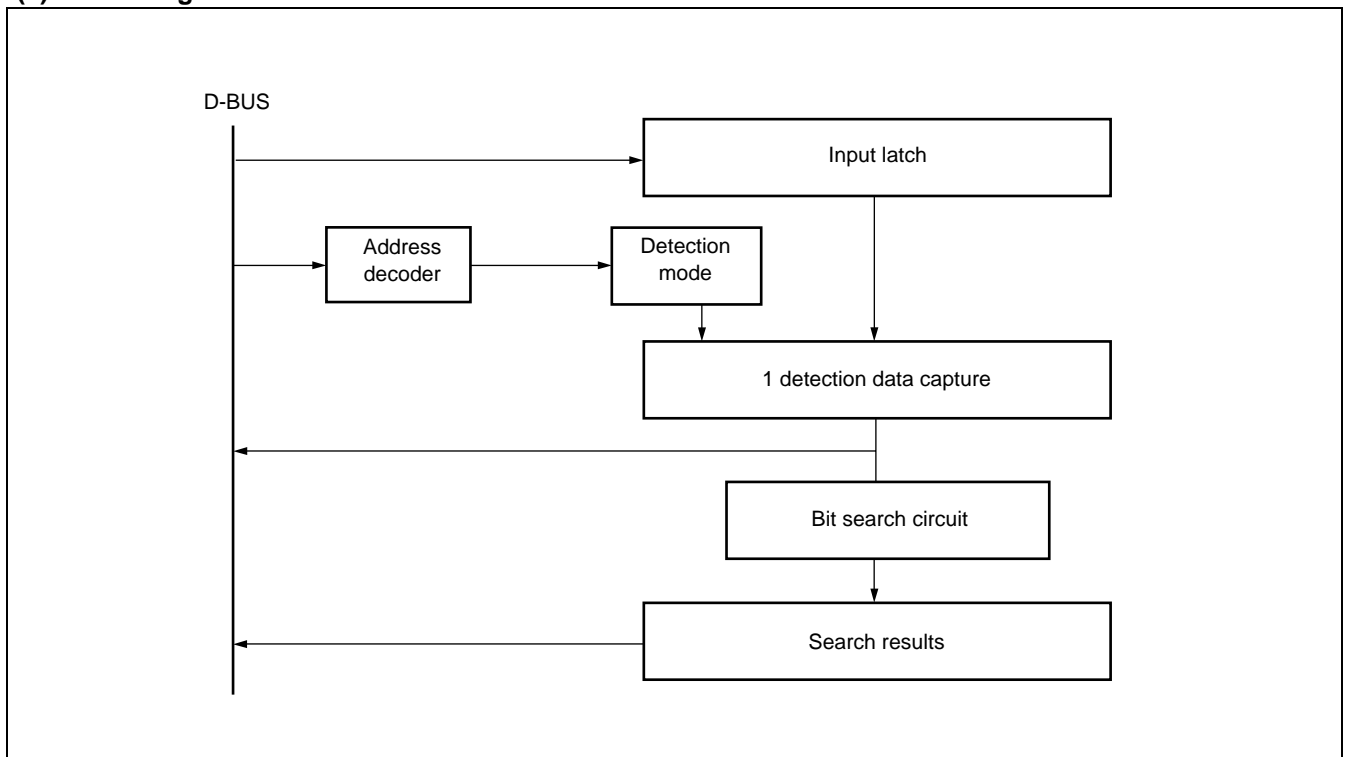 D-BUS
Input latch
Address
decoder
Detection
mode
1 detection data capture
Bit search circuit
Search results